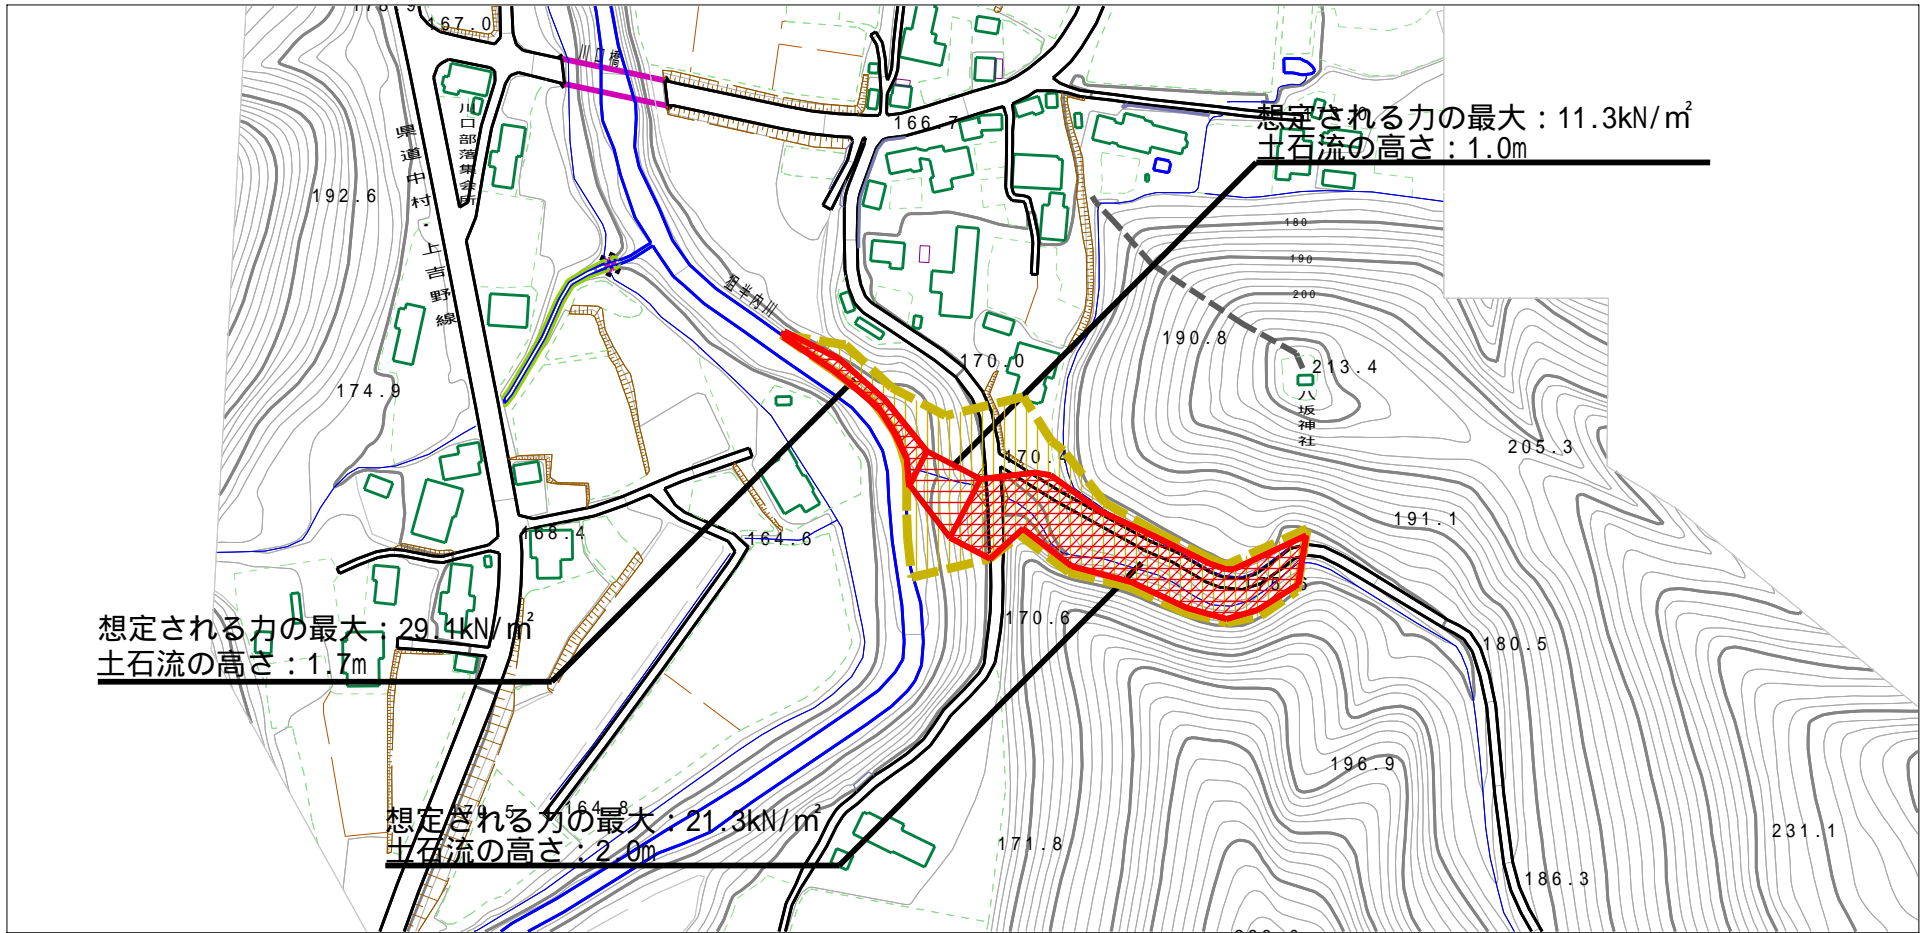 167.0
川口橋
川口部落集会所
県道中村・上吉野線
166.7
想定される力の最大：11.3kN/㎡
土石流の高さ：1.0m
192.6
180
190
200
190.8
213.4
八坂神社
170.0
174.9
205.3
170.4
191.1
168.4
164.6
170.6
180.5
想定される力の最大：29.1kN/㎡
土石流の高さ：1.7m
196.9
164.8
想定される力の最大：21.3kN/㎡
土石流の高さ：2.0m
171.8
231.1
186.3